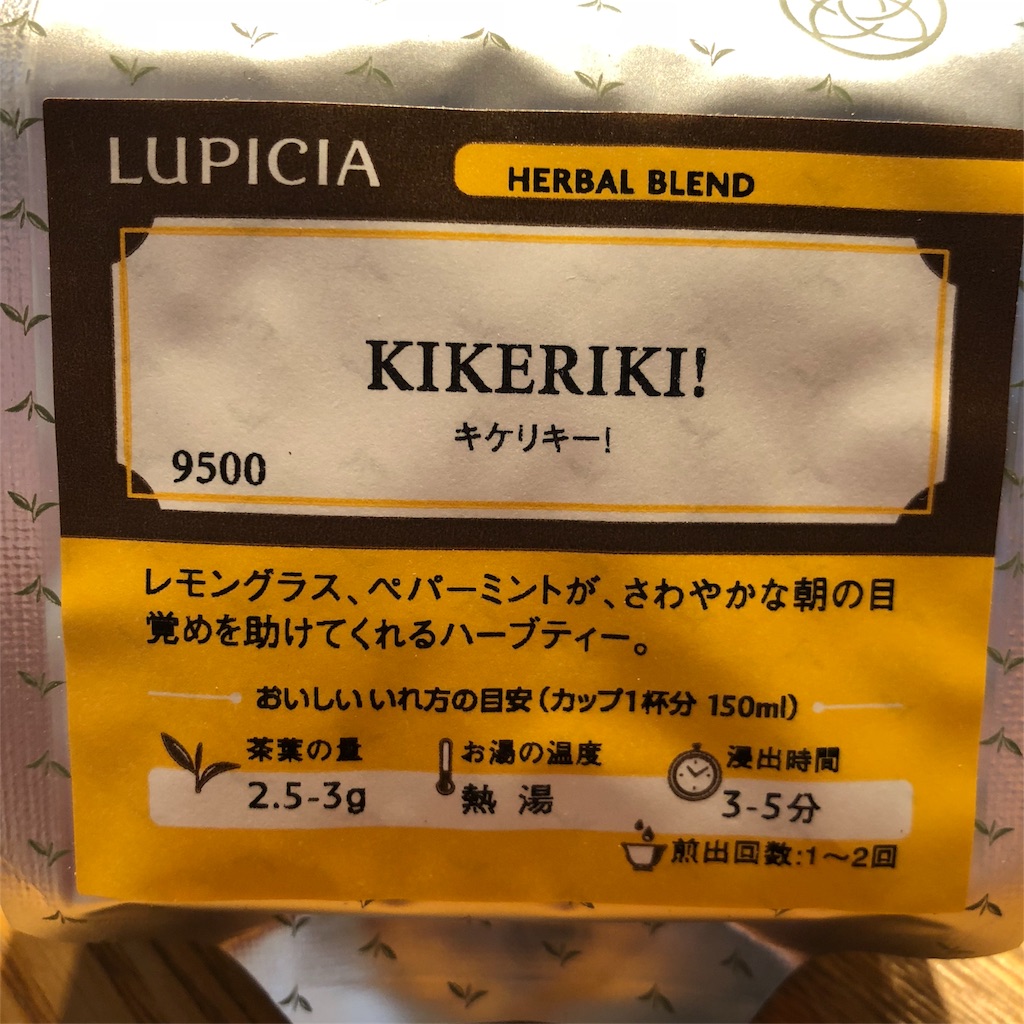 LUPICIA
HERBAL BLEND
KIKERIKI!
キケリキー!
9500
レモングラス、ペパーミントが、さわやかな朝の目
覚めを助けてくれるハーブティー。
おいしいいれ方の目安(カップ1杯分 150ml)
茶葉の量
2.5-3g
お湯の温度
熱 湯
浸出時間
3-5分
煎出回数:1〜2回